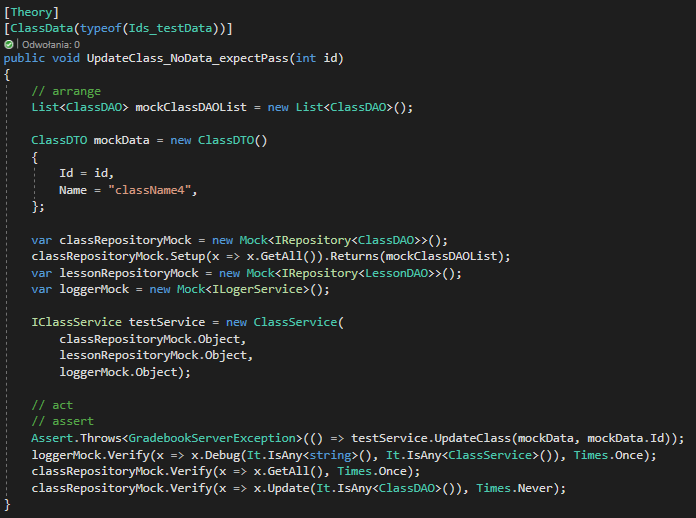 [Theory]
[ClassData(typeof(Ids_testData))]
Odwołania: 0
public void UpdateClass_NoData_expectPass(int id)
{
// arrange
List<ClassDAO> mockClassDAOList = new List<ClassDAO>();
ClassDTO mockData = new ClassDTO()
{
Id = id,
Name = "className4",
};
var classRepositoryMock = new Mock<IRepository<ClassDAO>>();
classRepositoryMock.Setup(x => x.GetAll()).Returns(mockClassDAOList);
var lessonRepositoryMock = new Mock<IRepository<LessonDAO>>();
var loggerMock = new Mock<ILogerService>();
IClassService testService = new ClassService(
classRepositoryMock.Object,
lessonRepositoryMock.Object,
loggerMock.Object);
// act
// assert
Assert.Throws<GradebookServerException>(() => testService.UpdateClass(mockData, mockData.Id));
loggerMock.Verify(x => x.Debug(It.IsAny<string>(), It.IsAny<ClassService>()), Times.Once);
classRepositoryMock.Verify(x => x.GetAll(), Times.Once);
classRepositoryMock.Verify(x => x.Update(It.IsAny<ClassDAO>()), Times.Never);
}